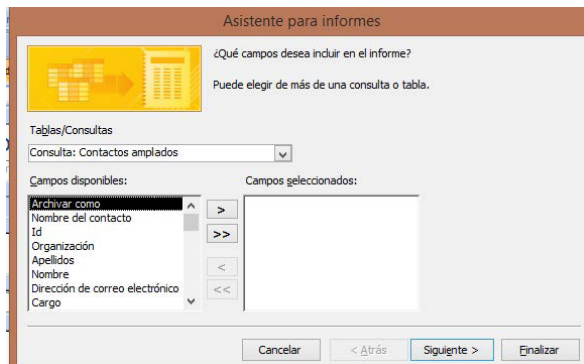 Asistente para informes
¿Qué campos desea incluir en el informe?
Puede elegir de más de una consulta o tabla.
Tablas/Consultas
Consulta: Contactos amplados
Campos disponibles:
Campos seleccionados:
Archivar como
Nombre del contacto
Id
Organización
Apellidos
Nombre
Dirección de correo electrónico
Cargo
>
>>
<
<<
Cancelar
< Atrás
Siguiente >
Finalizar